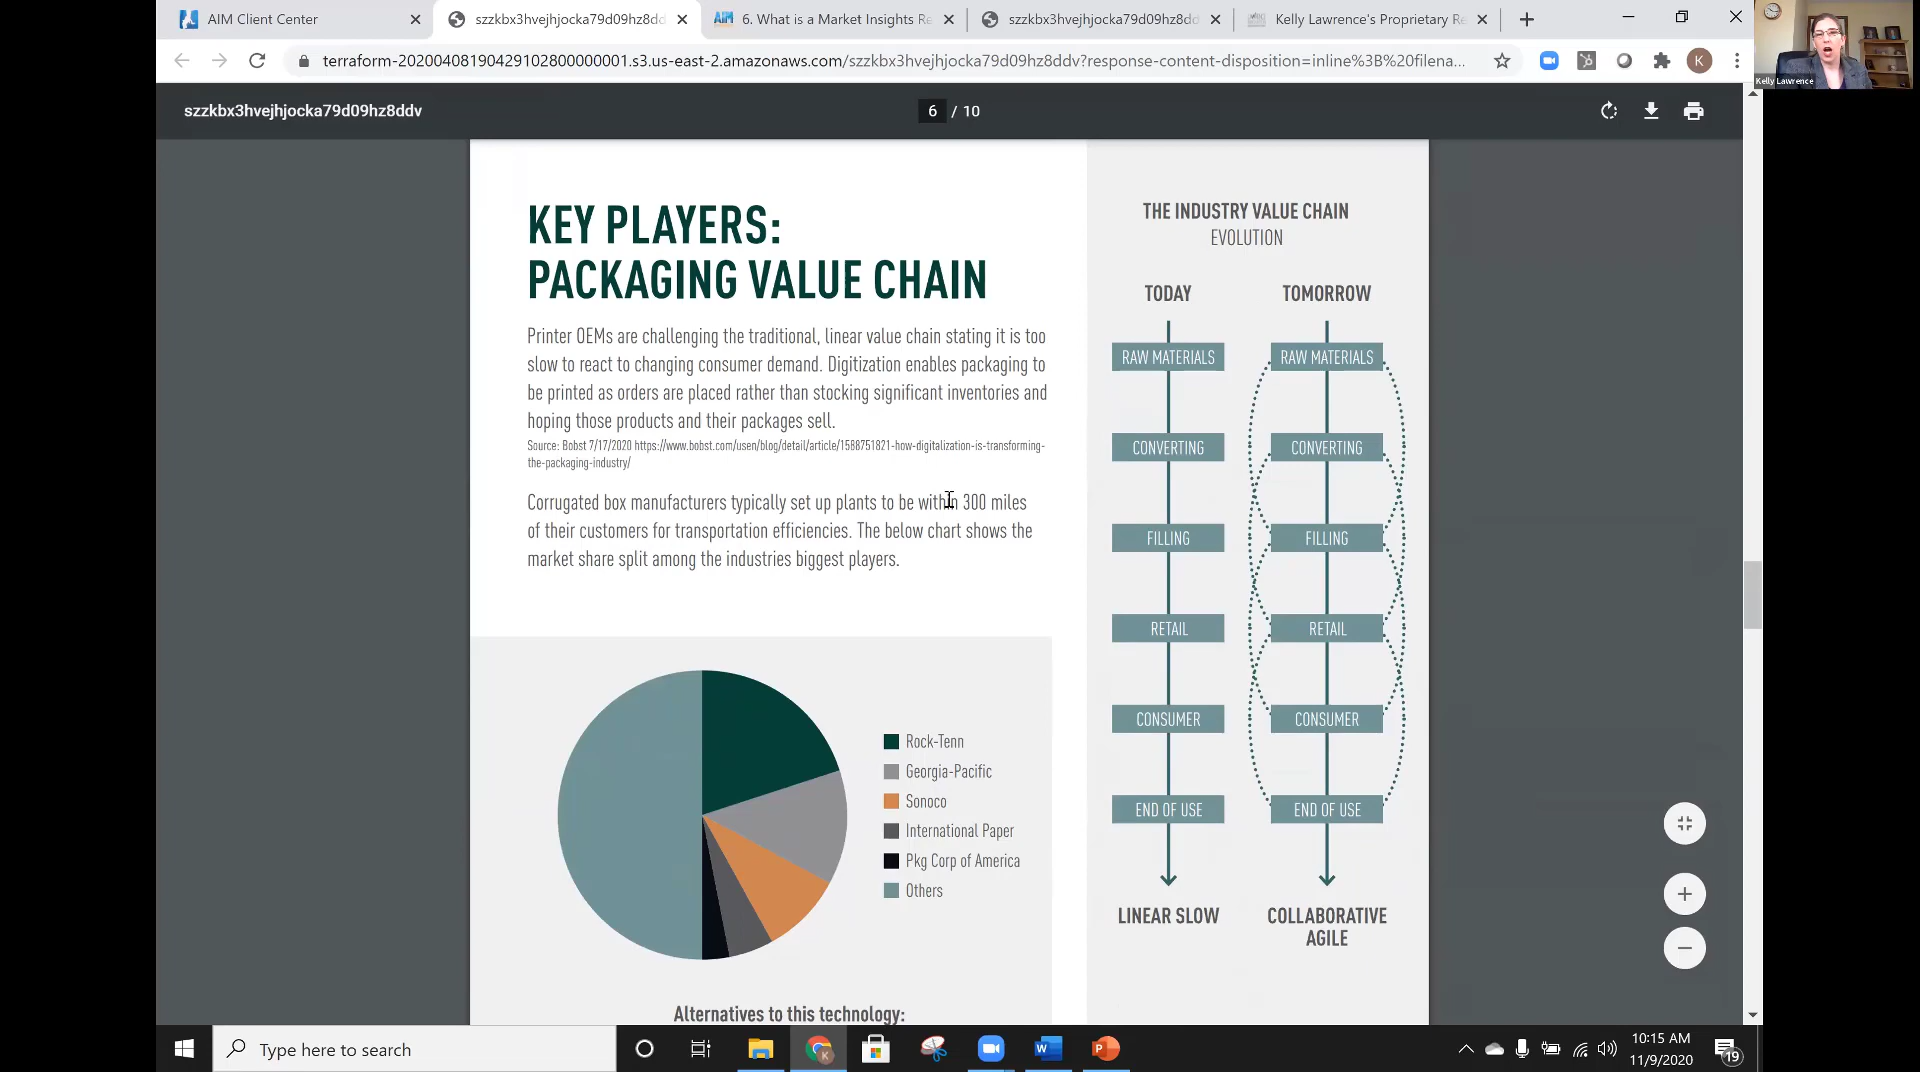 AIM Client Center
szzkbx3hvejhjocka79d09hz8ddv
6. What is a Market Insights Re
szzkbx3hvejhjocka79d09hz8ddv
Kelly Lawrence's Proprietary Re
terraform-20200408190429102800000001.s3.us-east-2.amazonaws.com/szzkbx3hvejhjocka79d09hz8ddv?response-content-disposition=inline%3B%20filena...
K
Kelly Lawrence
szzkbx3hvejhjocka79d09hz8ddv
6 / 10
KEY PLAYERS:
PACKAGING VALUE CHAIN
Printer OEMs are challenging the traditional, linear value chain stating it is too
slow to react to changing consumer demand. Digitization enables packaging to
be printed as orders are placed rather than stocking significant inventories and
hoping those products and their packages sell.
Source: Bobst 7/17/2020 https://www.bobst.com/usen/blog/detail/article/1588751821-how-digitalization-is-transforming-
the-packaging-industry/
Corrugated box manufacturers typically set up plants to be within 300 miles
of their customers for transportation efficiencies. The below chart shows the
market share split among the industries biggest players.
Rock-Tenn
Georgia-Pacific
Sonoco
International Paper
Pkg Corp of America
Others
Alternatives to this technology:
THE INDUSTRY VALUE CHAIN
EVOLUTION
TODAY
RAW MATERIALS
CONVERTING
FILLING
RETAIL
CONSUMER
END OF USE
LINEAR SLOW
TOMORROW
RAW MATERIALS
CONVERTING
FILLING
RETAIL
CONSUMER
END OF USE
COLLABORATIVE
AGILE
Type here to search
10:15 AM
11/9/2020
19